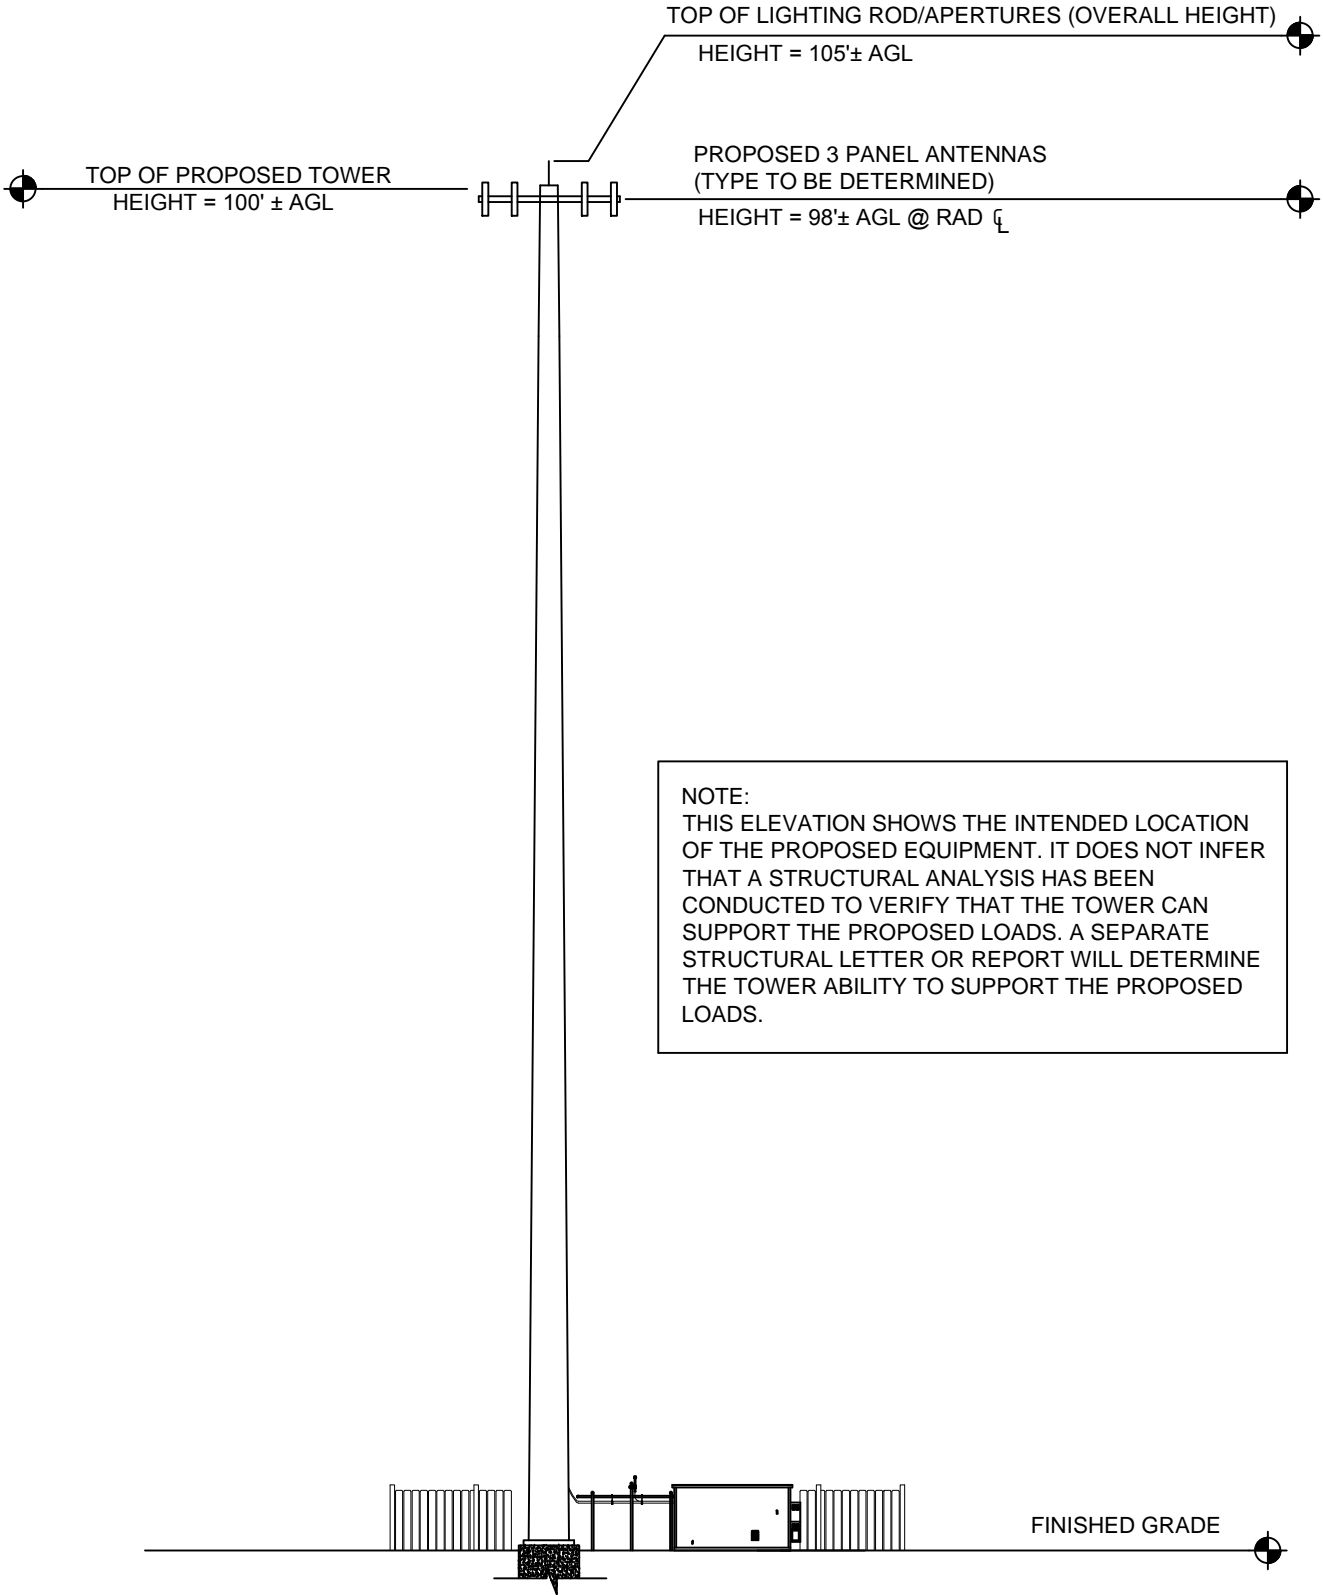 TOP OF LIGHTING ROD/APERTURES (OVERALL HEIGHT)
HEIGHT = 105'± AGL
PROPOSED 3 PANEL ANTENNAS
(TYPE TO BE DETERMINED)
HEIGHT = 98'± AGL @ RAD ℄
TOP OF PROPOSED TOWER
HEIGHT = 100' ± AGL
NOTE:
THIS ELEVATION SHOWS THE INTENDED LOCATION
OF THE PROPOSED EQUIPMENT. IT DOES NOT INFER
THAT A STRUCTURAL ANALYSIS HAS BEEN
CONDUCTED TO VERIFY THAT THE TOWER CAN
SUPPORT THE PROPOSED LOADS. A SEPARATE
STRUCTURAL LETTER OR REPORT WILL DETERMINE
THE TOWER ABILITY TO SUPPORT THE PROPOSED
LOADS.
FINISHED GRADE